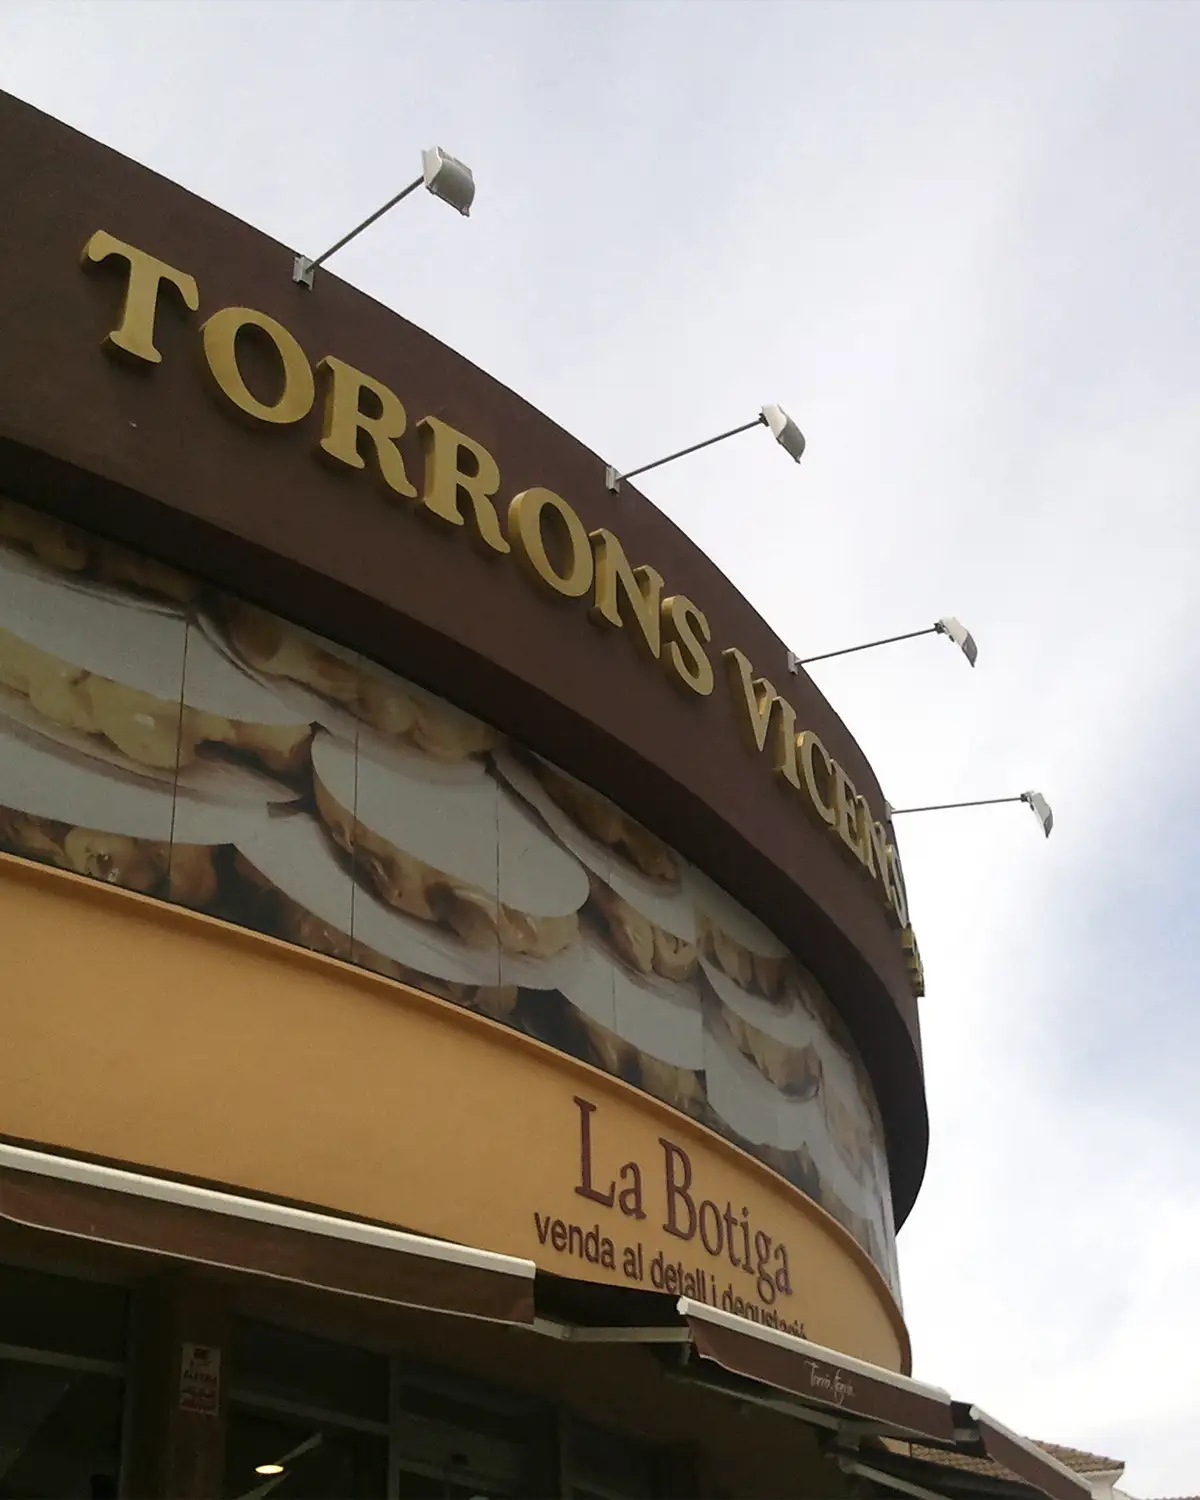 TORRONS VICENS
La Botiga
venda al detall i degustació